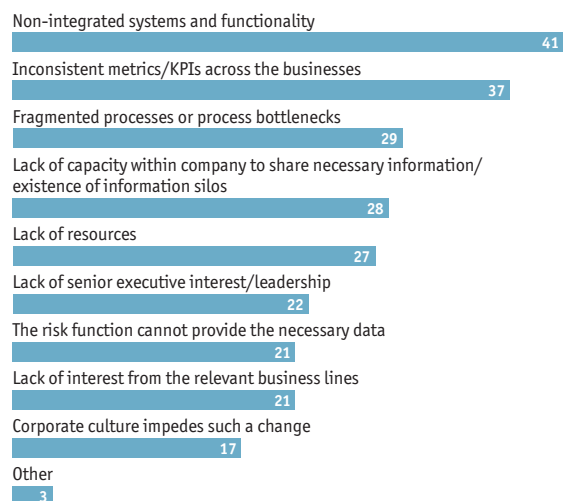 Non-integrated systems and functionality
41
Inconsistent metrics/KPIs across the businesses
37
Fragmented processes or process bottlenecks
29
Lack of capacity within company to share necessary information/
existence of information silos
28
Lack of resources
27
Lack of senior executive interest/leadership
22
The risk function cannot provide the necessary data
21
Lack of interest from the relevant business lines
21
Corporate culture impedes such a change
17
Other
3